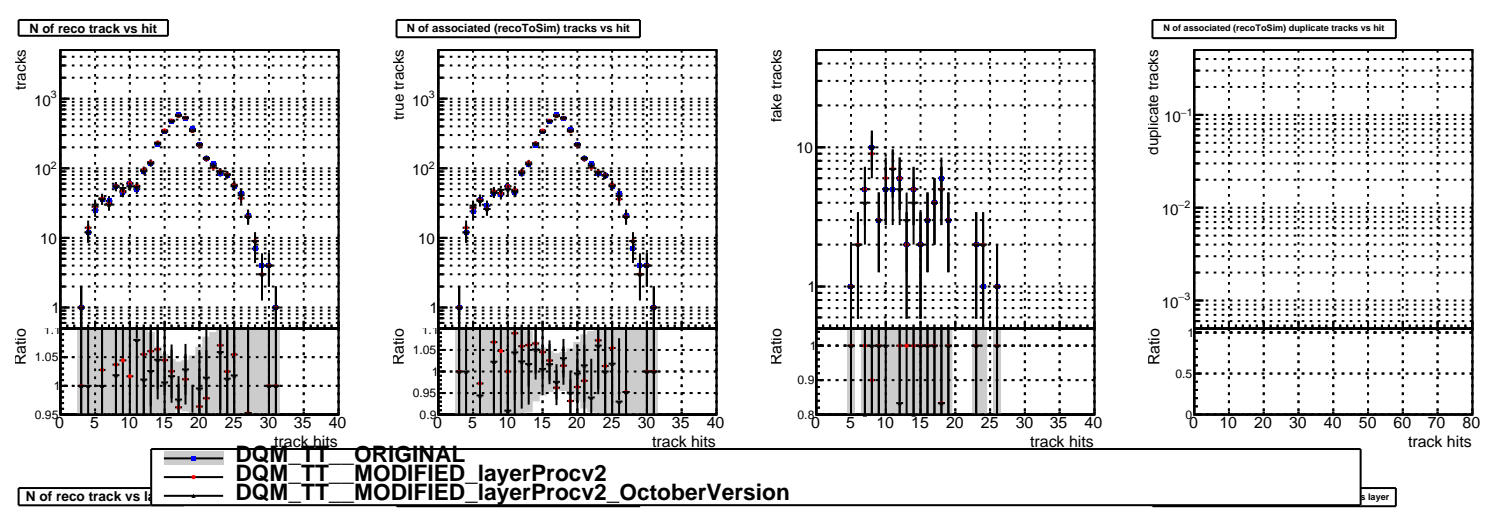 N of reco track vs hit
N of associated (recoToSim) tracks vs hit
N of associated (recoToSim) duplicate tracks vs hit
tracks
10³
10²
10
1
Ratio
1.1
1.05
1
0.95
0 5 10 15 20 25 30 35 40
track hits
true tracks
10³
10²
10
1
Ratio
1.1
1.05
1
0.95
0.9
0 5 10 15 20 25 30 35 40
track hits
fake tracks
10
1
Ratio
1
0.9
0.8
0 5 10 15 20 25 30 35 40
track hits
duplicate tracks
10⁻¹
10⁻²
10⁻³
Ratio
1
0.5
0
0 10 20 30 40 50 60 70 80
track hits
DQM_TT__ORIGINAL
DQM_TT__MODIFIED_layerProcv2
DQM_TT__MODIFIED_layerProcv2_OctoberVersion
N of reco track vs la
s layer